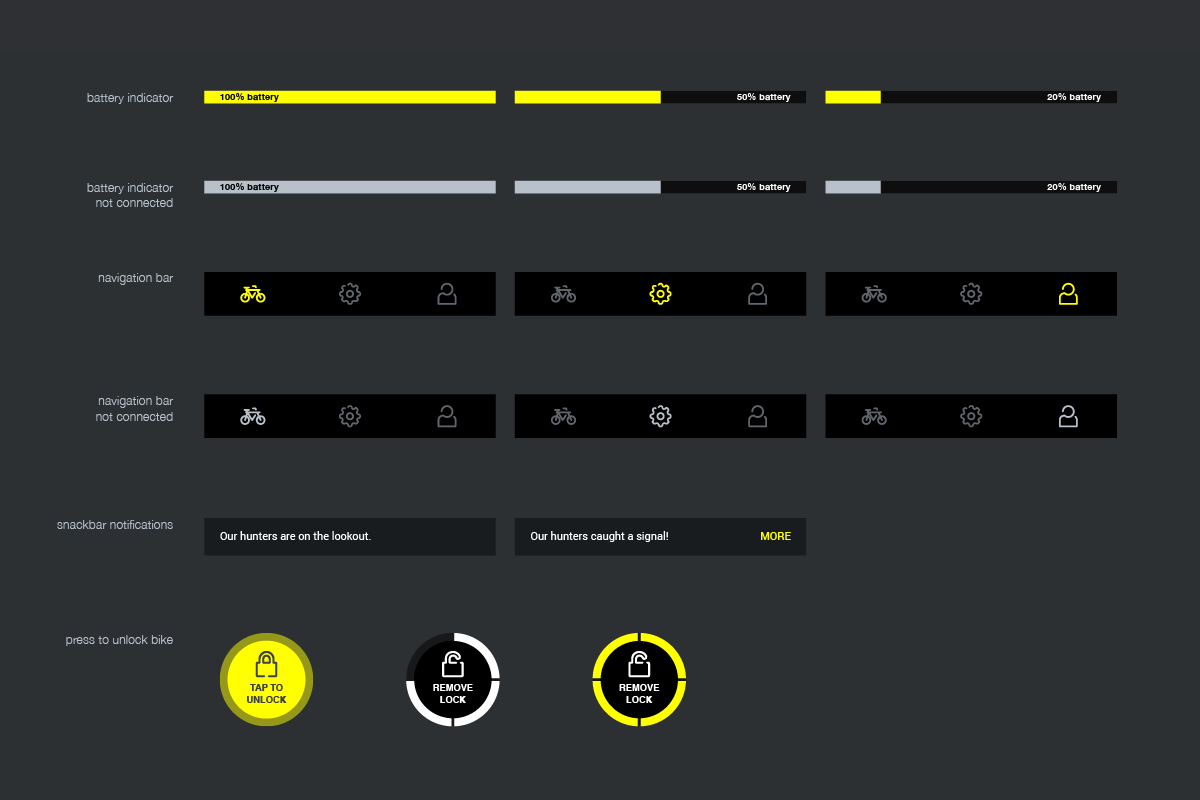 battery indicator
100% battery
50% battery
20% battery
battery indicator
not connected
100% battery
50% battery
20% battery
navigation bar
navigation bar
not connected
snackbar notifications
Our hunters are on the lookout.
Our hunters caught a signal!
MORE
press to unlock bike
TAP TO
UNLOCK
REMOVE
LOCK
REMOVE
LOCK